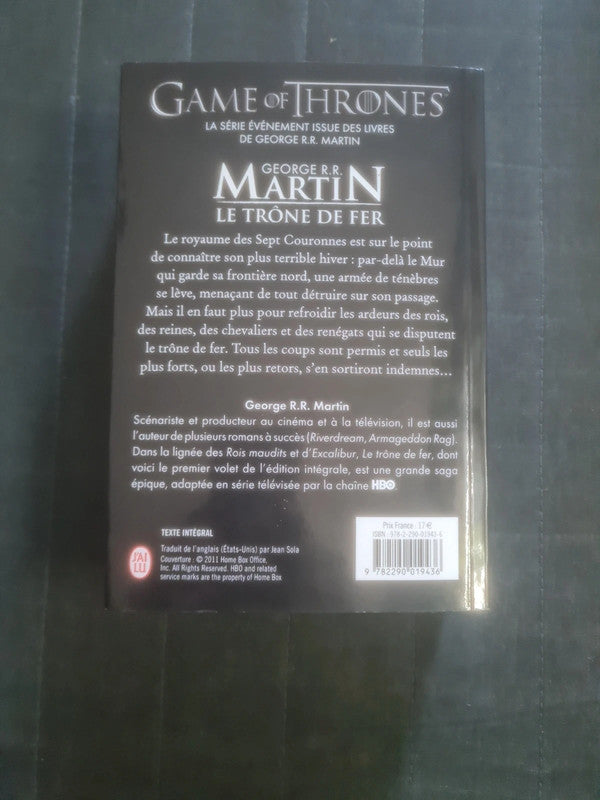 GAME OF THRONES
LA SÉRIE ÉVÉNEMENT ISSUE DES LIVRES
DE GEORGE R.R. MARTIN
GEORGE R.R.
MARTIN
LE TRÔNE DE FER
Le royaume des Sept Couronnes est sur le point
de connaître son plus terrible hiver : par-delà le Mur
qui garde sa frontière nord, une armée de ténèbres
se lève, menaçant de tout détruire sur son passage.
Mais il en faut plus pour refroidir les ardeurs des rois,
des reines, des chevaliers et des renégats qui se disputent
le trône de fer. Tous les coups sont permis et seuls les
plus forts, ou les plus retors, s'en sortiront indemnes…
George R.R. Martin
Scénariste et producteur au cinéma et à la télévision, il est aussi
l'auteur de plusieurs romans à succès (Riverdream, Armageddon Rag).
Dans la lignée des Rois maudits et d'Excalibur, Le trône de fer, dont
voici le premier volet de l'édition intégrale, est une grande saga
épique, adaptée en série télévisée par la chaîne HBO.
TEXTE INTÉGRAL
Traduit de l'anglais (États-Unis) par Jean Sola
Couverture : © 2011 Home Box Office,
Inc. All Rights Reserved. HBO and related
service marks are the property of Home Box
J'AI
LU
Prix France : 17 €
ISBN : 978-2-290-01943-6
9 782290 019436